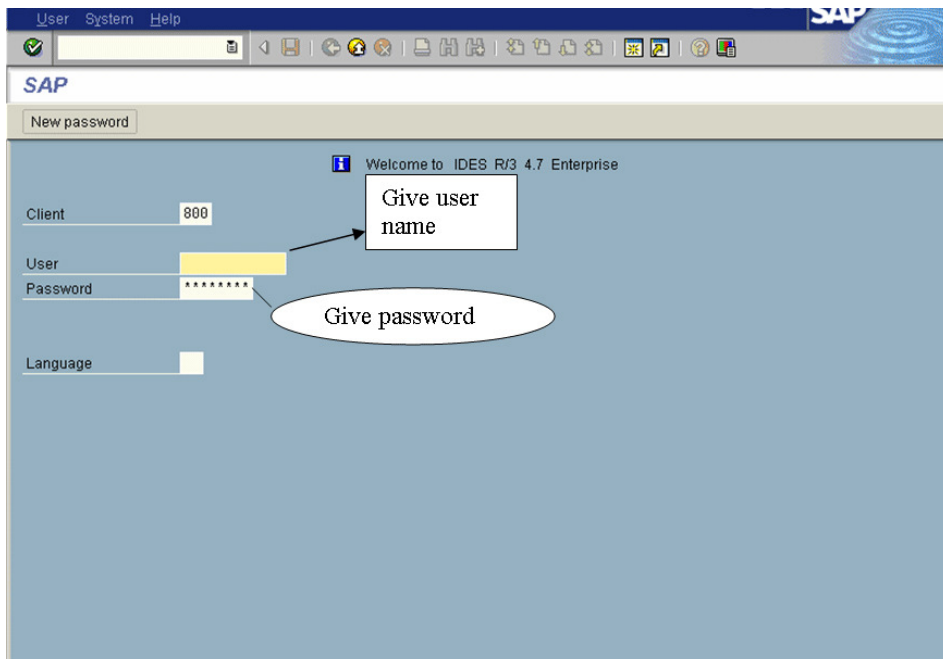 User System Help
SAP
SAP
New password
Welcome to IDES R/3 4.7 Enterprise
Give user
name
Client 800
User
Password ********
Give password
Language